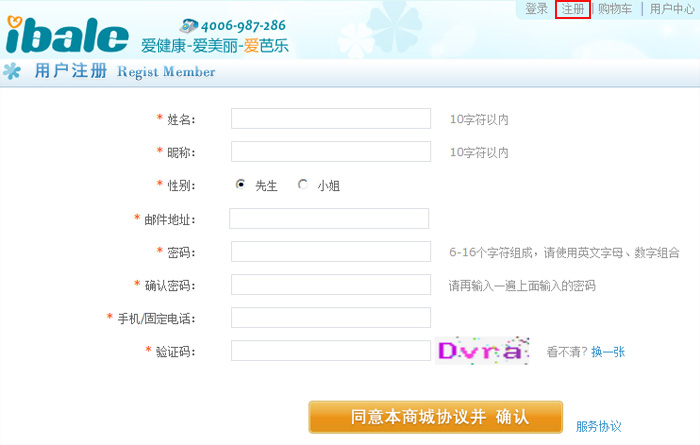 登录 | 注册 | 购物车 | 用户中心
ibale
4006-987-286
爱健康-爱美丽-爱芭乐
用户注册 Regist Member
* 姓名： 10字符以内
* 昵称： 10字符以内
* 性别： 先生 小姐
* 邮件地址：
* 密码： 6-16个字符组成，请使用英文字母、数字组合
* 确认密码： 请再输入一遍上面输入的密码
* 手机/固定电话：
* 验证码： Dvra 看不清？换一张
同意本商城协议并 确认 服务协议